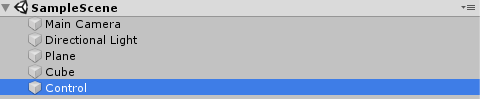 SampleScene
Main Camera
Directional Light
Plane
Cube
Control